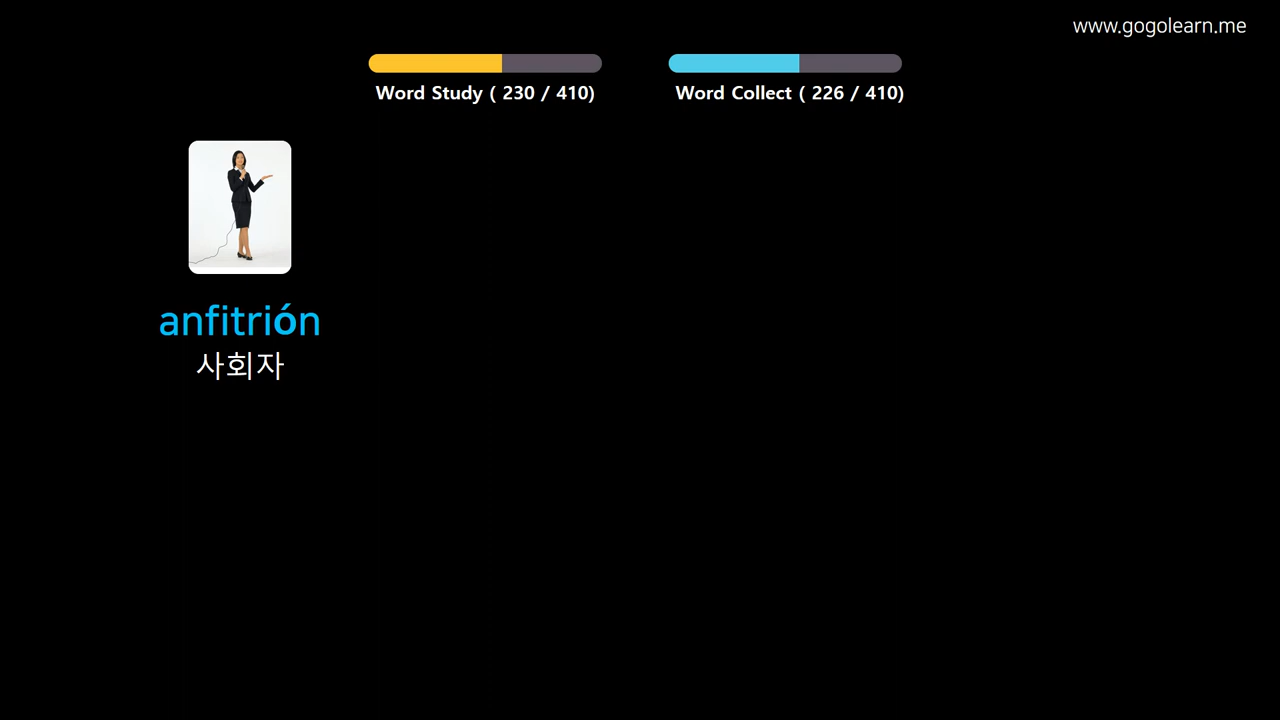 www.gogolearn.me
Word Study ( 230 / 410)
Word Collect ( 226 / 410)
anfitrión
사회자